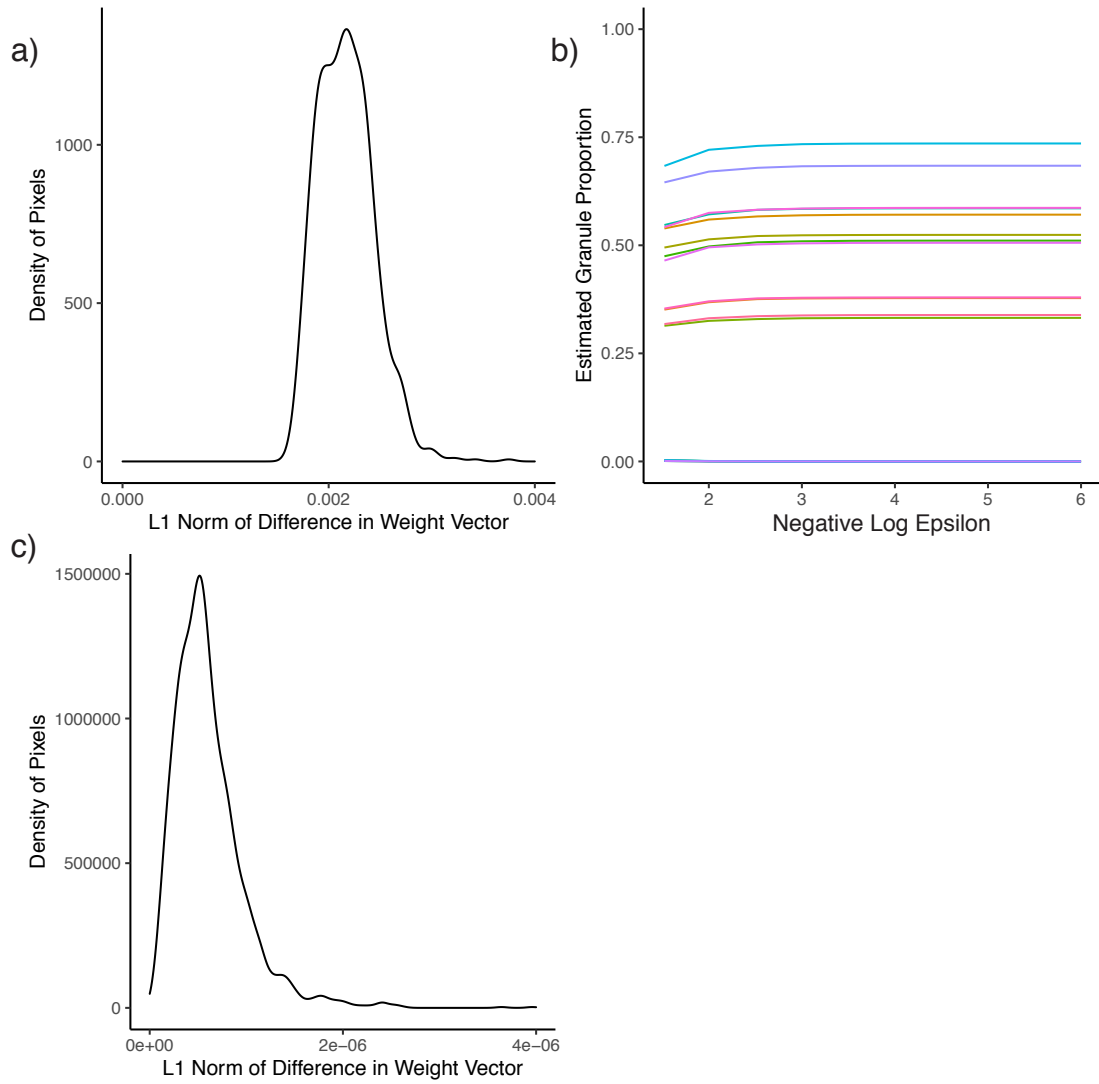 a)
Density of Pixels
1000
500
0
0.000
0.002
0.004
L1 Norm of Difference in Weight Vector
b)
Estimated Granule Proportion
1.00
0.75
0.50
0.25
0.00
2
3
4
5
6
Negative Log Epsilon
c)
Density of Pixels
1500000
1000000
500000
0
0e+00
2e-06
4e-06
L1 Norm of Difference in Weight Vector